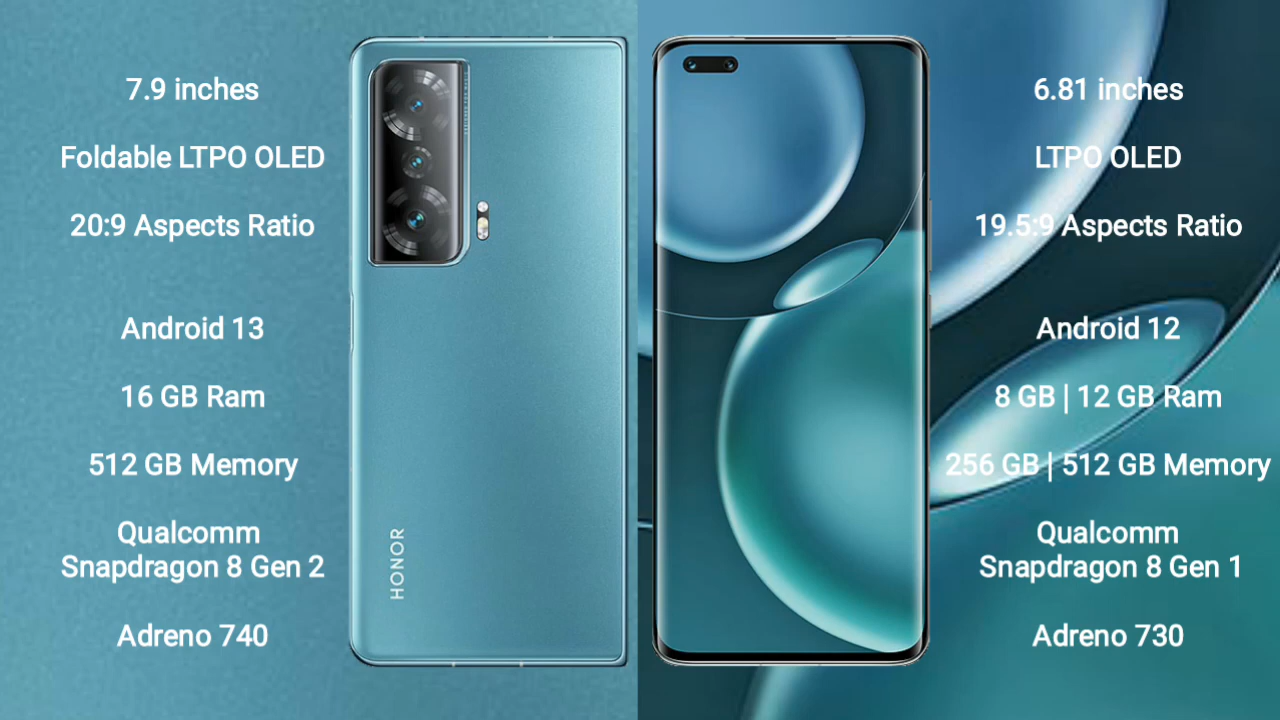 7.9 inches
Foldable LTPO OLED
20:9 Aspects Ratio
Android 13
16 GB Ram
512 GB Memory
Qualcomm
Snapdragon 8 Gen 2
Adreno 740
HONOR
6.81 inches
LTPO OLED
19.5:9 Aspects Ratio
Android 12
8 GB | 12 GB Ram
256 GB | 512 GB Memory
Qualcomm
Snapdragon 8 Gen 1
Adreno 730